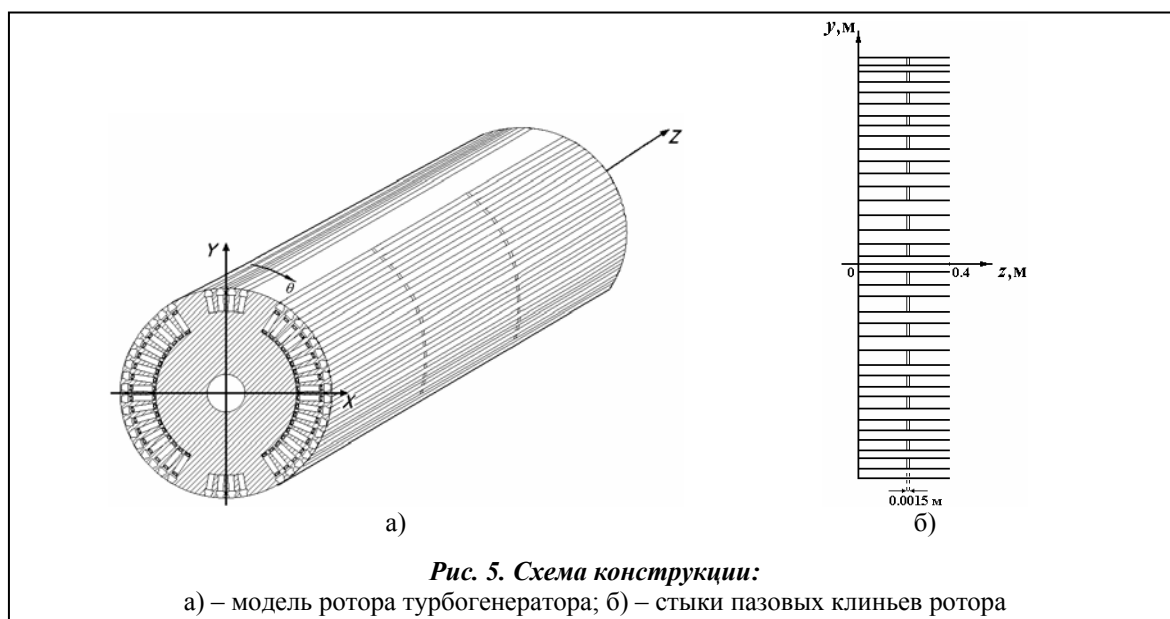 Y
Z
θ
X
а)
y,м
0
0.4
z,м
0.0015 м
б)
Рис. 5. Схема конструкции:
а) – модель ротора турбогенератора; б) – стыки пазовых клиньев ротора